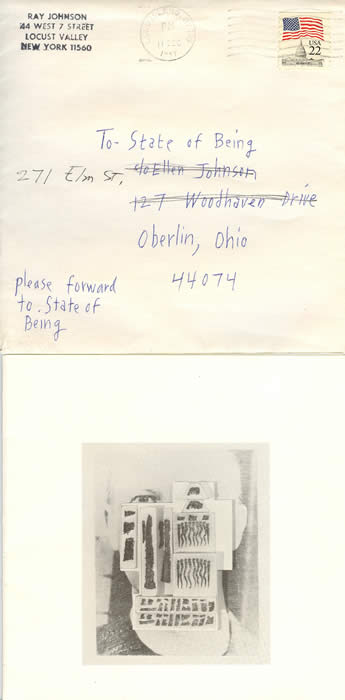 RAY JOHNSON
44 WEST 7 STREET
LOCUST VALLEY
NEW YORK 11560
PM
USA
22
To- State of Being
c/o Ellen Johnson
271 Elm ST,
127 Woodhaven Drive
Oberlin, Ohio
44074
please forward
to. State of
Being